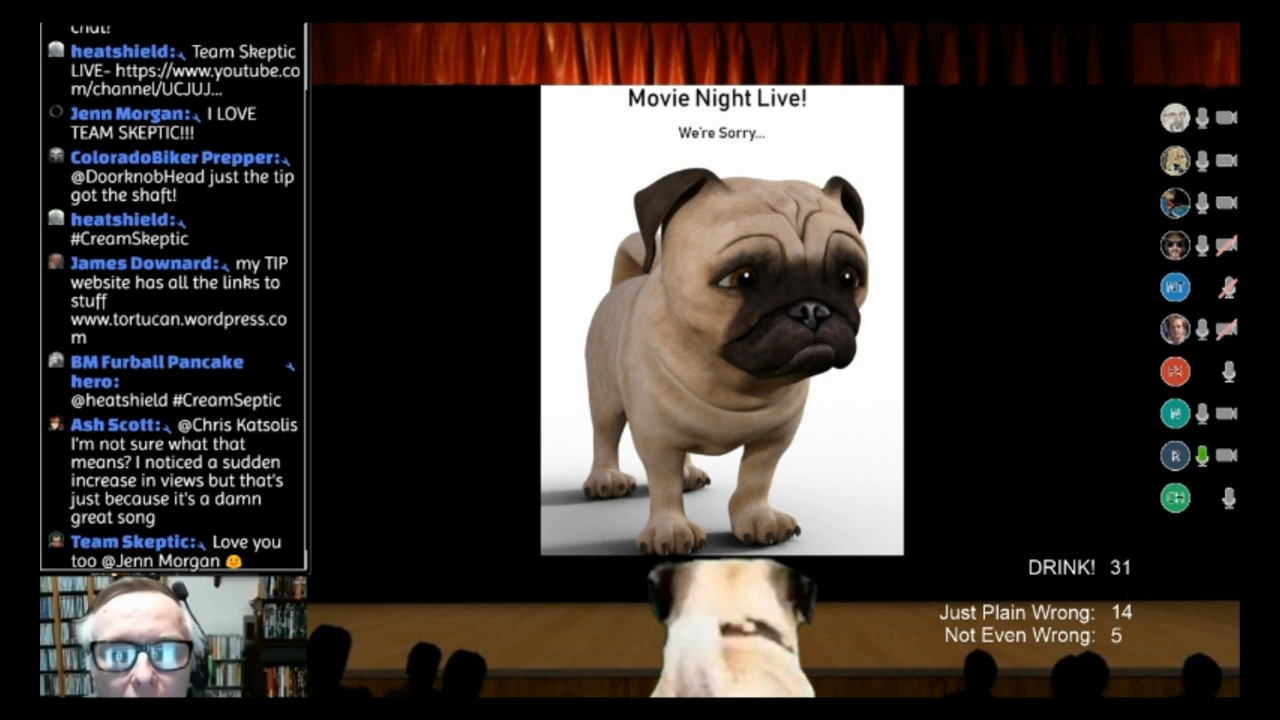 chat?
heatshield: Team Skeptic
LIVE- https://www.youtube.co
m/channel/UCJUJ...
Jenn Morgan: I LOVE
TEAM SKEPTIC!!!
ColoradoBiker Prepper:
@DoorknobHead just the tip
got the shaft!
heatshield:
#CreamSkeptic
James Downard: my TIP
website has all the links to
stuff
www.tortucan.wordpress.co
m
BM Furball Pancake
hero:
@heatshield #CreamSeptic
Ash Scott: @Chris Katsolis
I'm not sure what that
means? I noticed a sudden
increase in views but that's
just because it's a damn
great song
Team Skeptic: Love you
too @Jenn Morgan
Movie Night Live!
We're Sorry...
R
DRINK! 31
Just Plain Wrong: 14
Not Even Wrong: 5